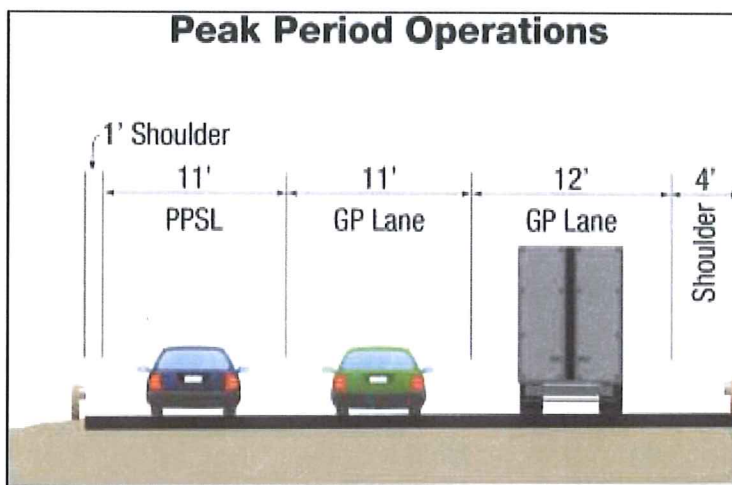 Peak Period Operations
1' Shoulder
11' 11' 12' 4'
PPSL GP Lane GP Lane Shoulder